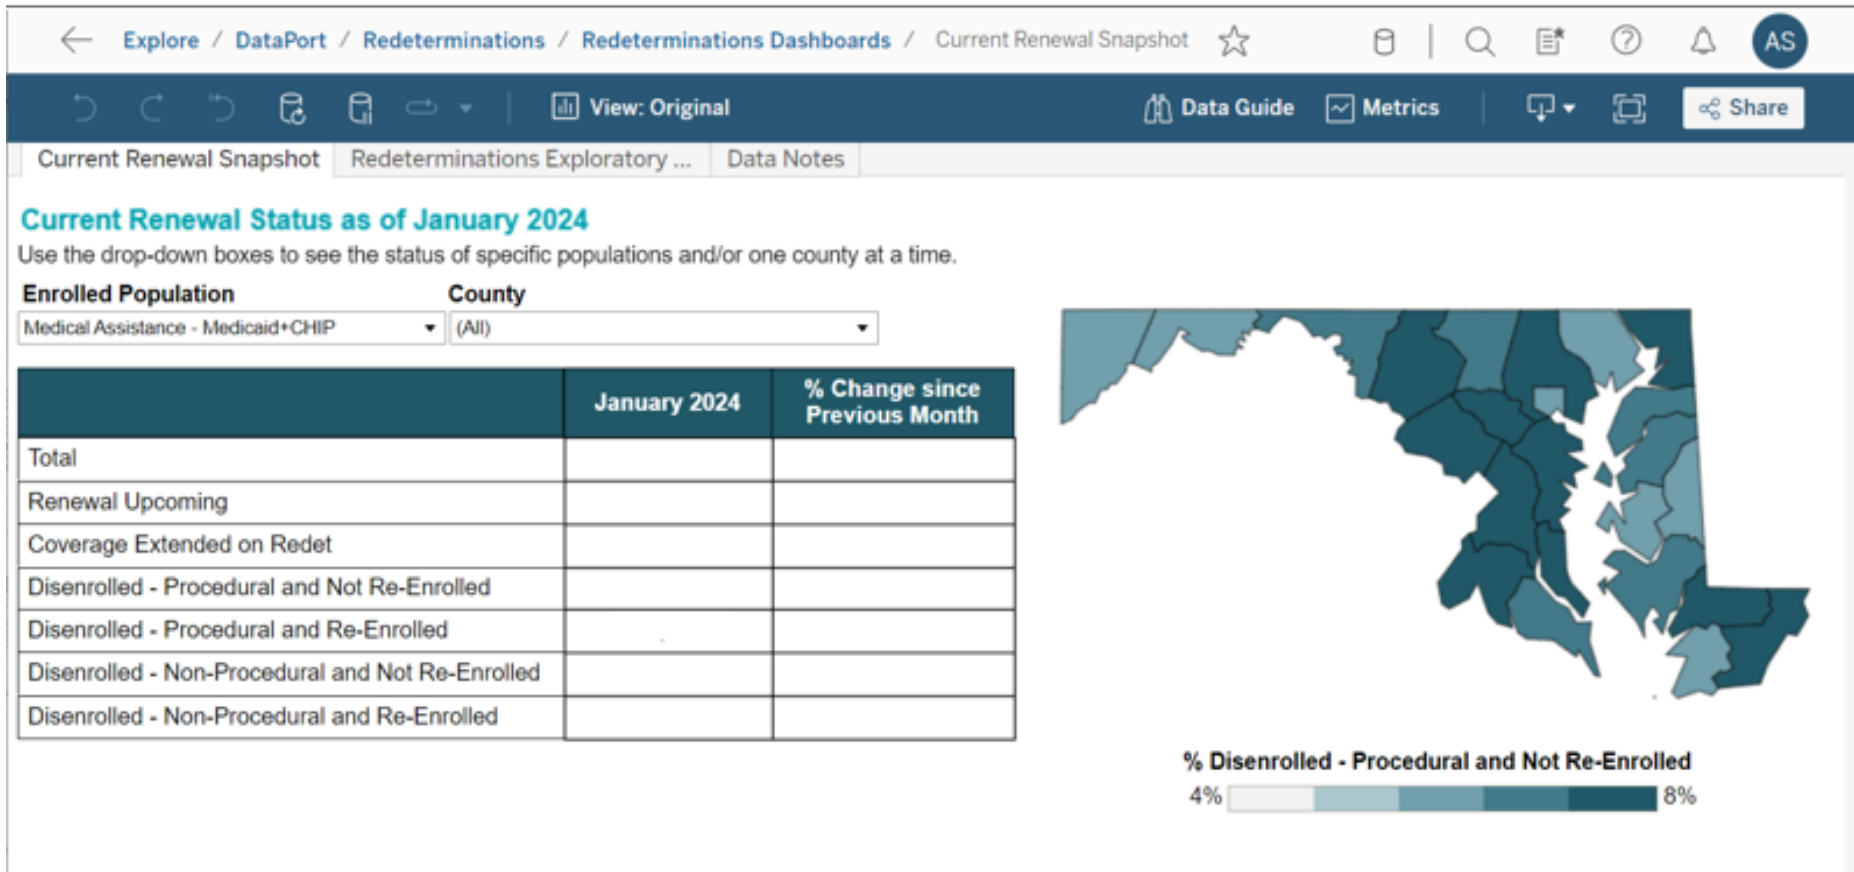 Explore / DataPort / Redeterminations / Redeterminations Dashboards / Current Renewal Snapshot
AS
View: Original
Data Guide
Metrics
Share
Current Renewal Snapshot
Redeterminations Exploratory ...
Data Notes
Current Renewal Status as of January 2024
Use the drop-down boxes to see the status of specific populations and/or one county at a time.
Enrolled Population
County
Medical Assistance - Medicaid+CHIP
(All)
January 2024
% Change since
Previous Month
Total
Renewal Upcoming
Coverage Extended on Redet
Disenrolled - Procedural and Not Re-Enrolled
Disenrolled - Procedural and Re-Enrolled
Disenrolled - Non-Procedural and Not Re-Enrolled
Disenrolled - Non-Procedural and Re-Enrolled
% Disenrolled - Procedural and Not Re-Enrolled
4%
8%